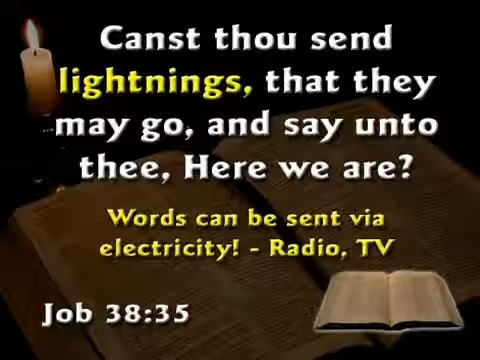 Canst thou send
lightnings, that they
may go, and say unto
thee, Here we are?
Words can be sent via
electricity! - Radio, TV
Job 38:35